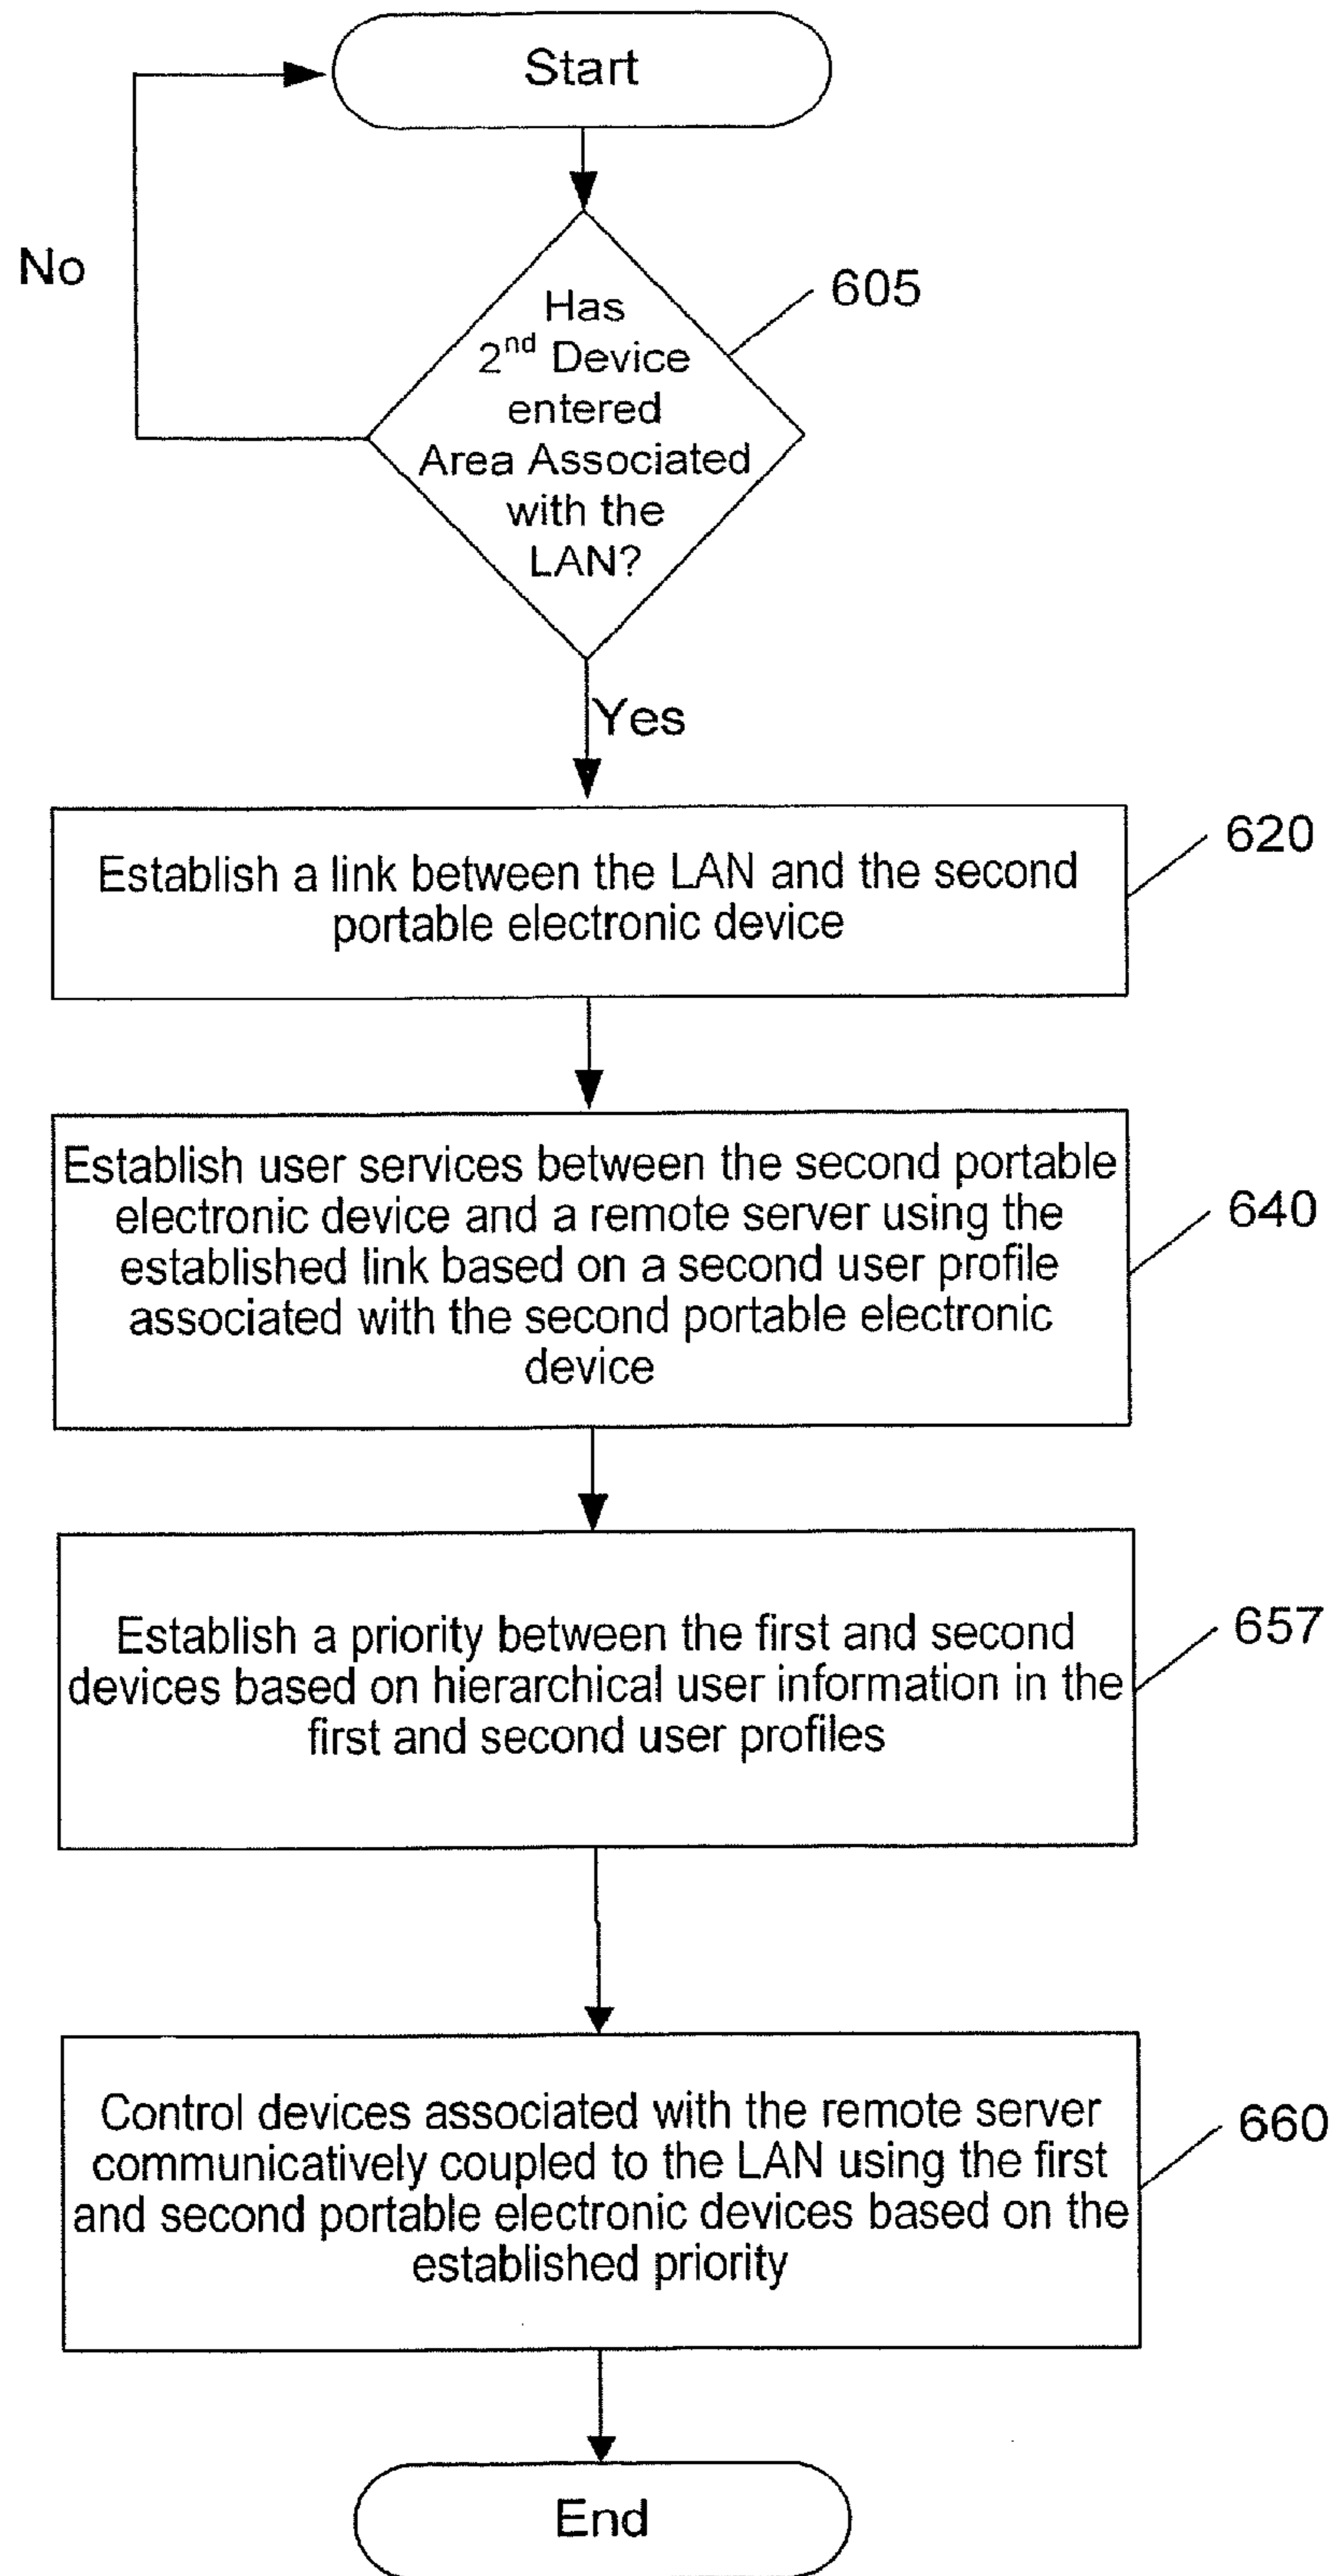 Start
No
605
Has
2nd Device
entered
Area Associated
with the
LAN?
Yes
620
Establish a link between the LAN and the second
portable electronic device
Establish user services between the second portable
electronic device and a remote server using the
established link based on a second user profile
associated with the second portable electronic
device
640
Establish a priority between the first and second
devices based on hierarchical user information in the
first and second user profiles
657
Control devices associated with the remote server
communicatively coupled to the LAN using the first
and second portable electronic devices based on the
established priority
660
End